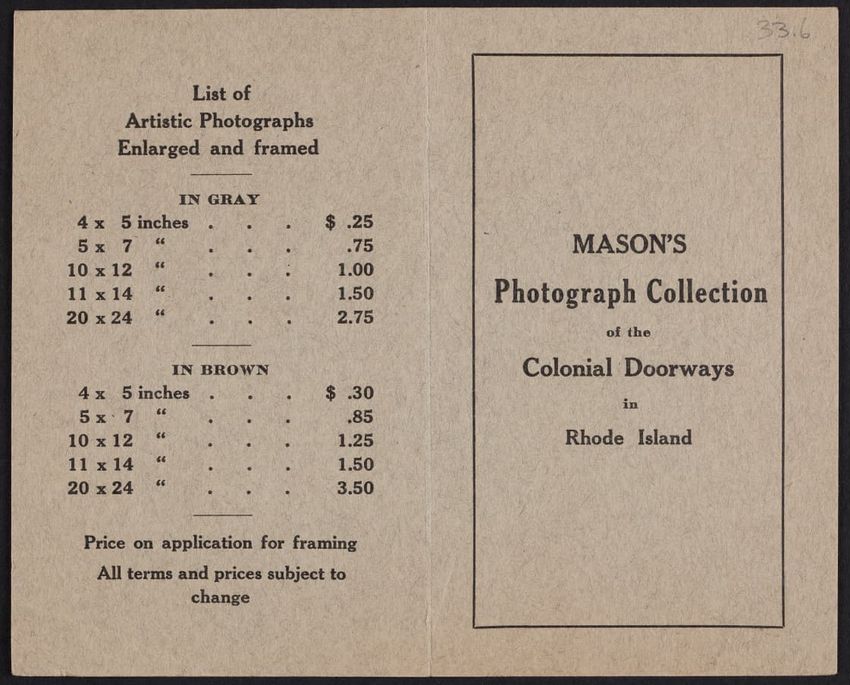 List of
Artistic Photographs
Enlarged and framed
IN GRAY
4 x 5 inches . . . $ .25
5 x 7 “ . . . .75
10 x 12 “ . . . 1.00
11 x 14 “ . . . 1.50
20 x 24 “ . . . 2.75
IN BROWN
4 x 5 inches . . . $ .30
5 x 7 “ . . . .85
10 x 12 “ . . . 1.25
11 x 14 “ . . . 1.50
20 x 24 “ . . . 3.50
Price on application for framing
All terms and prices subject to
change
33.6
MASON'S
Photograph Collection
of the
Colonial Doorways
in
Rhode Island